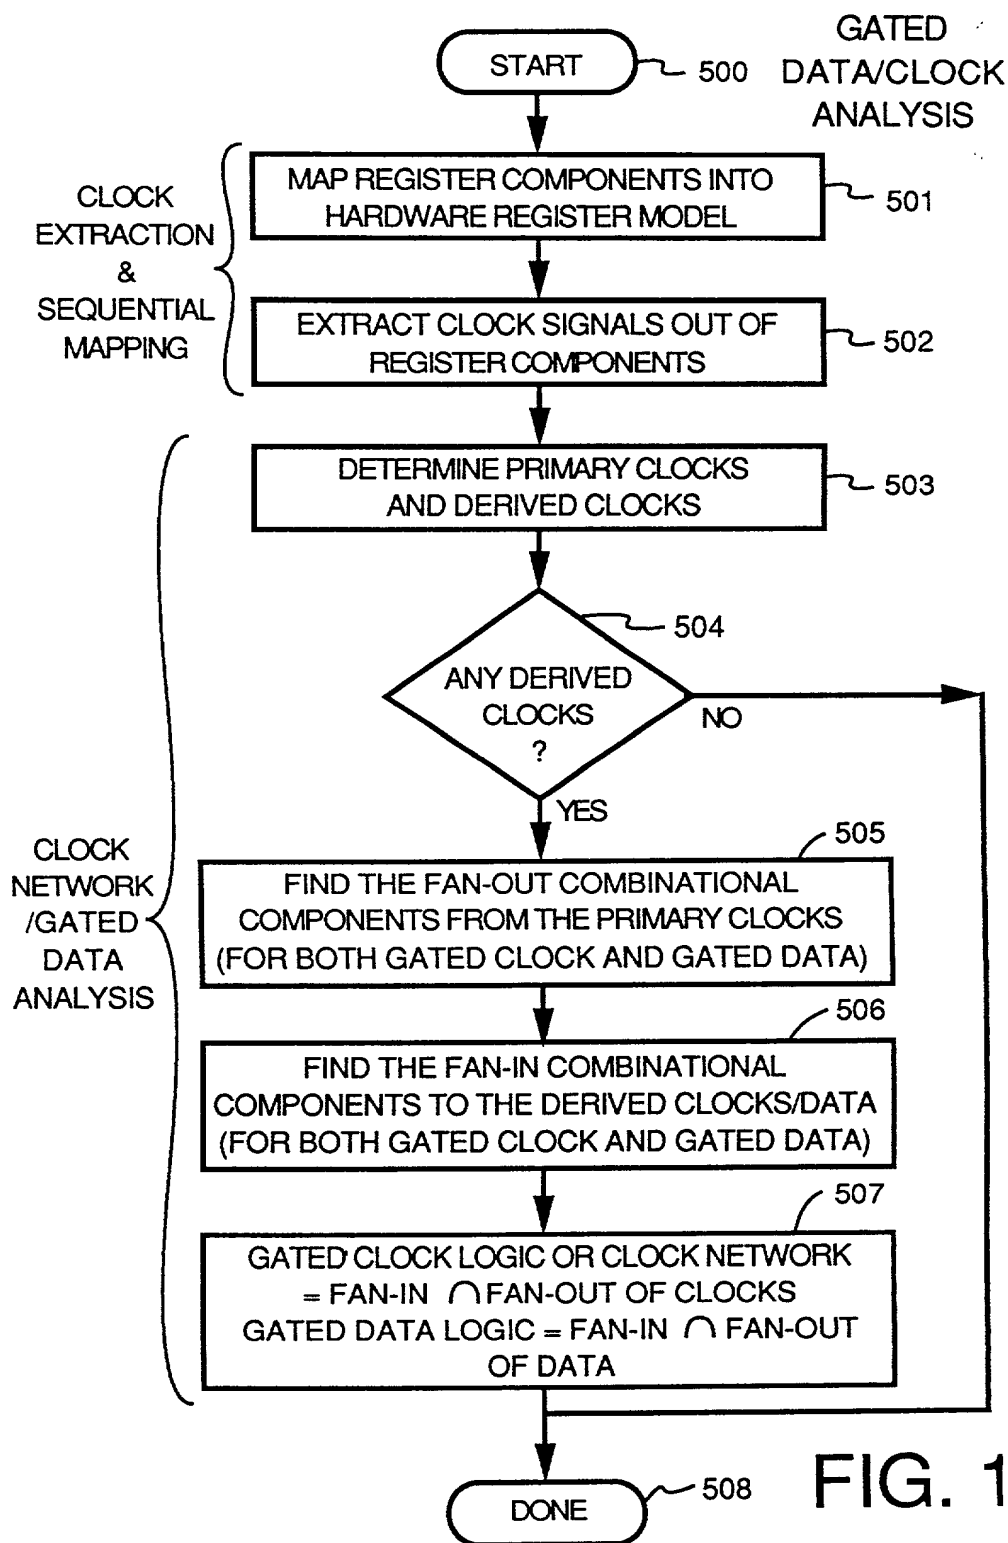 GATED
DATA/CLOCK
ANALYSIS
START
500
CLOCK
EXTRACTION
&
SEQUENTIAL
MAPPING
MAP REGISTER COMPONENTS INTO
HARDWARE REGISTER MODEL
501
EXTRACT CLOCK SIGNALS OUT OF
REGISTER COMPONENTS
502
DETERMINE PRIMARY CLOCKS
AND DERIVED CLOCKS
503
504
ANY DERIVED
CLOCKS
?
NO
YES
CLOCK
NETWORK
/GATED
DATA
ANALYSIS
505
FIND THE FAN-OUT COMBINATIONAL
COMPONENTS FROM THE PRIMARY CLOCKS
(FOR BOTH GATED CLOCK AND GATED DATA)
506
FIND THE FAN-IN COMBINATIONAL
COMPONENTS TO THE DERIVED CLOCKS/DATA
(FOR BOTH GATED CLOCK AND GATED DATA)
507
GATED CLOCK LOGIC OR CLOCK NETWORK
= FAN-IN ∩ FAN-OUT OF CLOCKS
GATED DATA LOGIC = FAN-IN ∩ FAN-OUT
OF DATA
DONE
508
FIG. 1